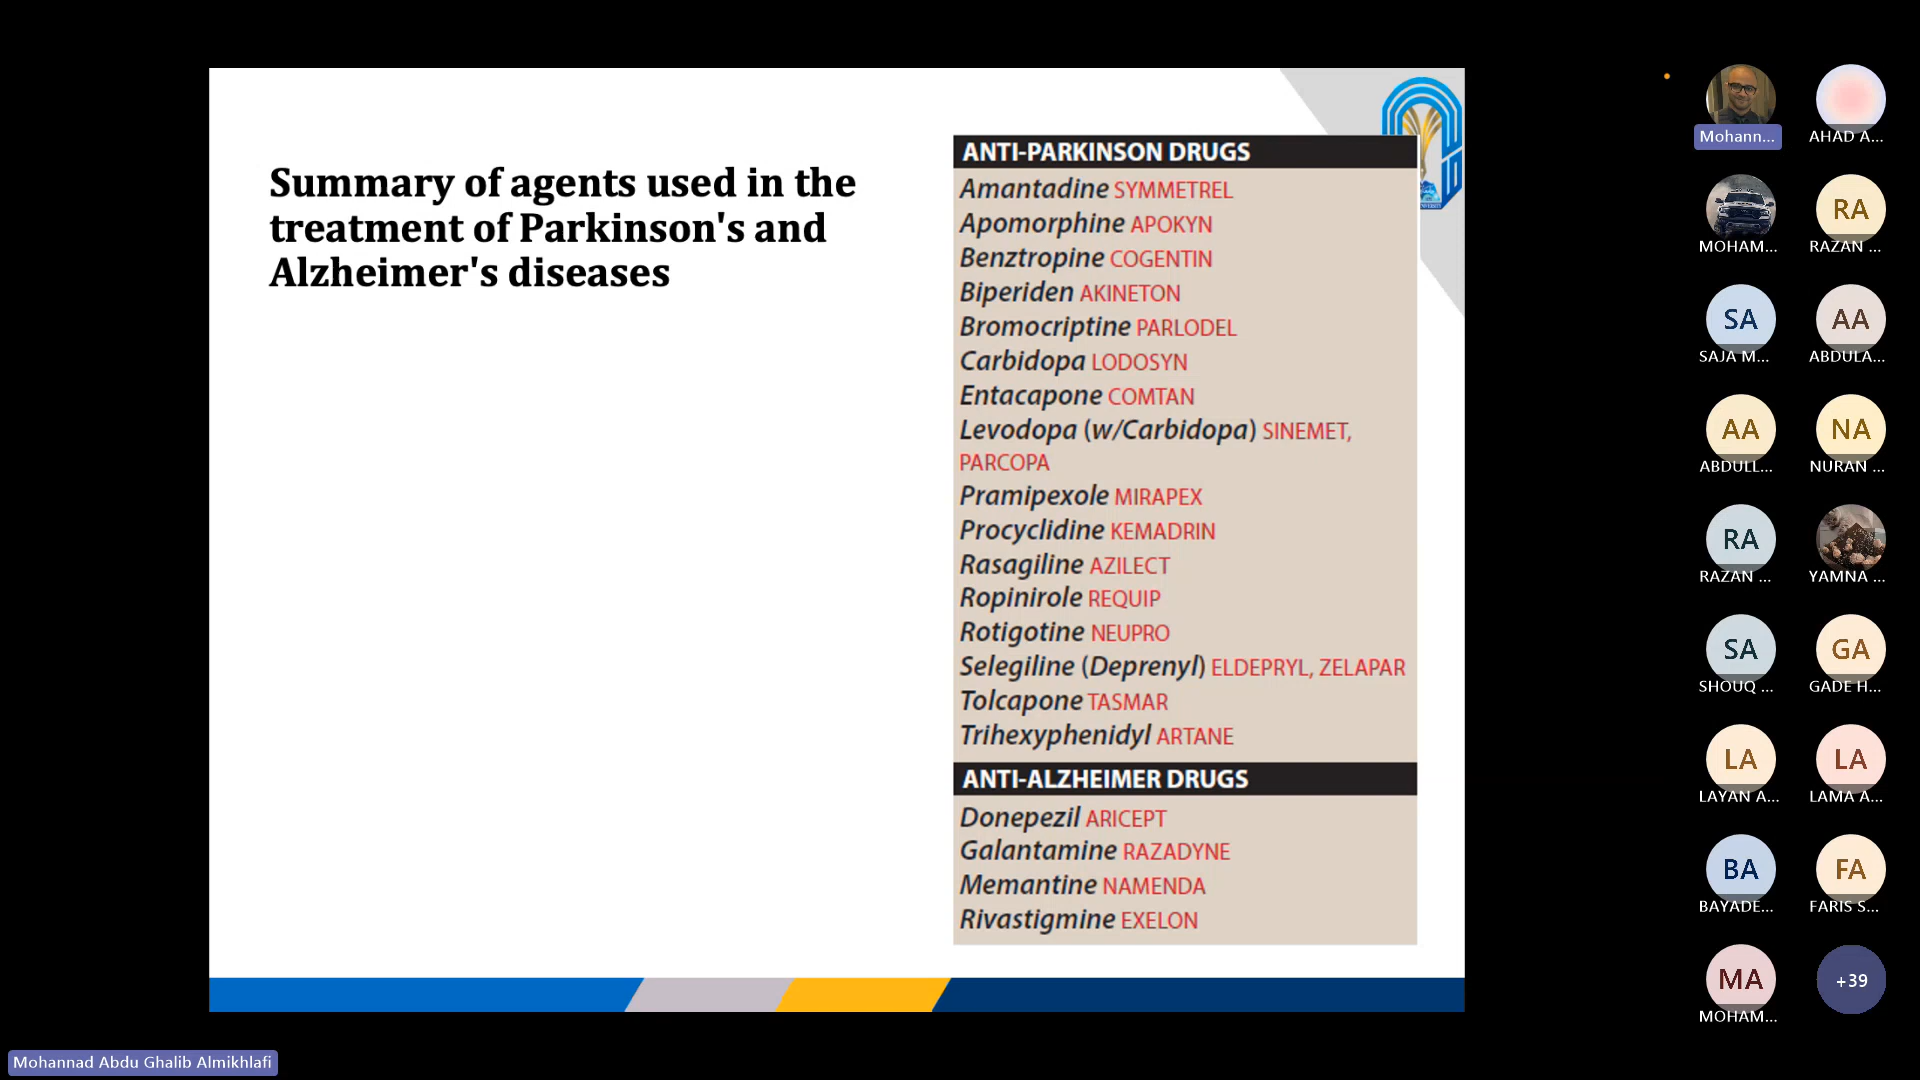 Summary of agents used in the
treatment of Parkinson's and
Alzheimer's diseases
ANTI-PARKINSON DRUGS
Amantadine SYMMETREL
Apomorphine APOKYN
Benztropine COGENTIN
Biperiden AKINETON
Bromocriptine PARLODEL
Carbidopa LODOSYN
Entacapone COMTAN
Levodopa (w/Carbidopa) SINEMET,
PARCOPA
Pramipexole MIRAPEX
Procyclidine KEMADRIN
Rasagiline AZILECT
Ropinirole REQUIP
Rotigotine NEUPRO
Selegiline (Deprenyl) ELDEPRYL, ZELAPAR
Tolcapone TASMAR
Trihexyphenidyl ARTANE
ANTI-ALZHEIMER DRUGS
Donepezil ARICEPT
Galantamine RAZADYNE
Memantine NAMENDA
Rivastigmine EXELON
Mohann...
AHAD A...
MOHAM...
RA
RAZAN ...
SA
SAJA M...
AA
ABDULA...
AA
ABDULL...
NA
NURAN ...
RA
RAZAN ...
YAMNA ...
SA
SHOUQ ...
GA
GADE H...
LA
LAYAN A...
LA
LAMA A...
BA
BAYADE...
FA
FARIS S...
MA
MOHAM...
+39
Mohannad Abdu Ghalib Almikhlafi